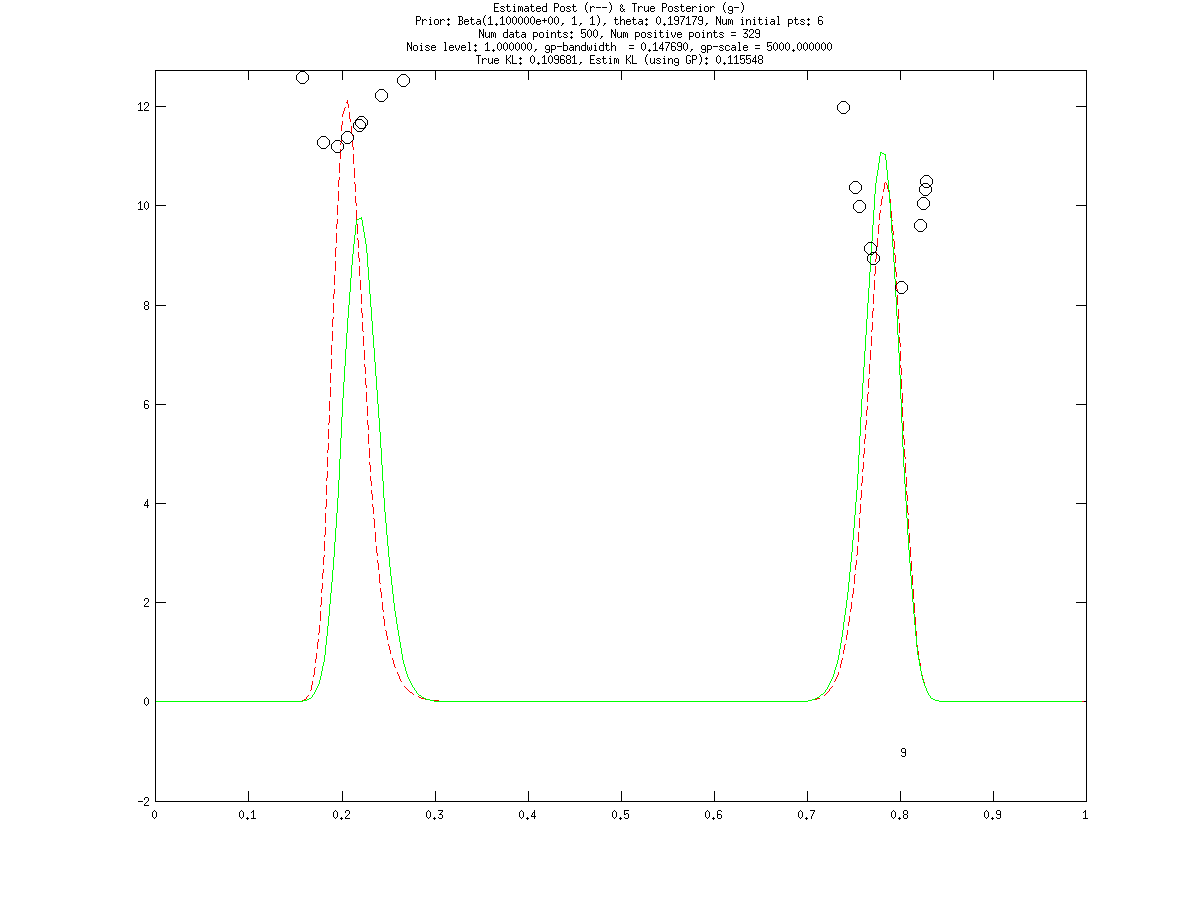 Estimated Post (r--) & True Posterior (g-)
Prior: Beta(1.100000e+00, 1, 1), theta: 0.197179, Num initial pts: 6
Num data points: 500, Num positive points = 329
Noise level: 1.000000, gp-bandwidth  = 0.147690, gp-scale = 5000.000000
True KL: 0.109681, Estim KL (using GP): 0.115548
12
10
8
6
4
2
0
9
-2
0 0.1 0.2 0.3 0.4 0.5 0.6 0.7 0.8 0.9 1